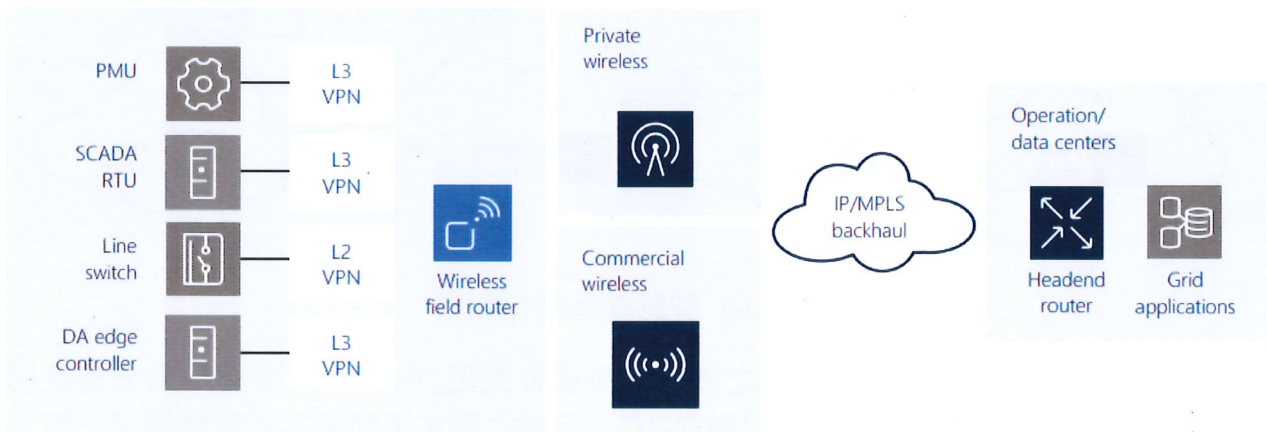 PMU
L3
VPN
SCADA
RTU
L3
VPN
Line
switch
L2
VPN
DA edge
controller
L3
VPN
Wireless
field router
Private
wireless
Commercial
wireless
IP/MPLS
backhaul
Operation/
data centers
Headend
router
Grid
applications